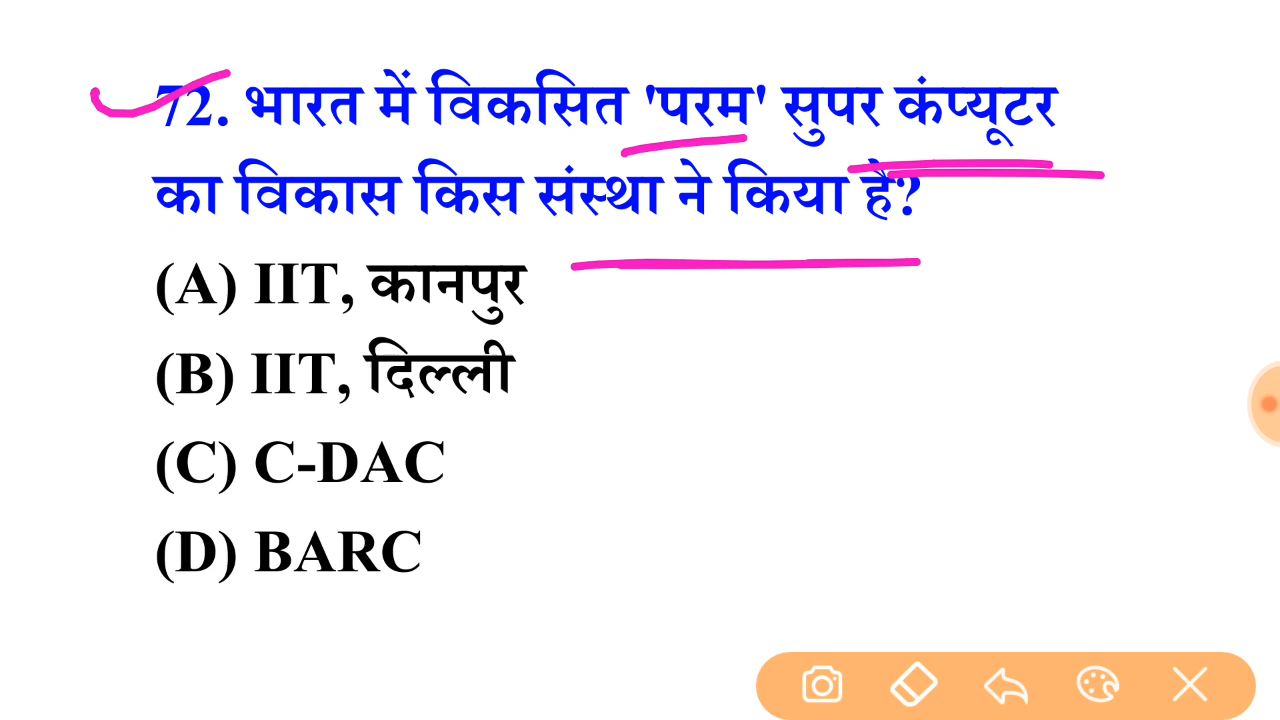 72. भारत में विकसित 'परम' सुपर कंप्यूटर
का विकास किस संस्था ने किया है?
(A) IIT, कानपुर
(B) IIT, दिल्ली
(C) C-DAC
(D) BARC